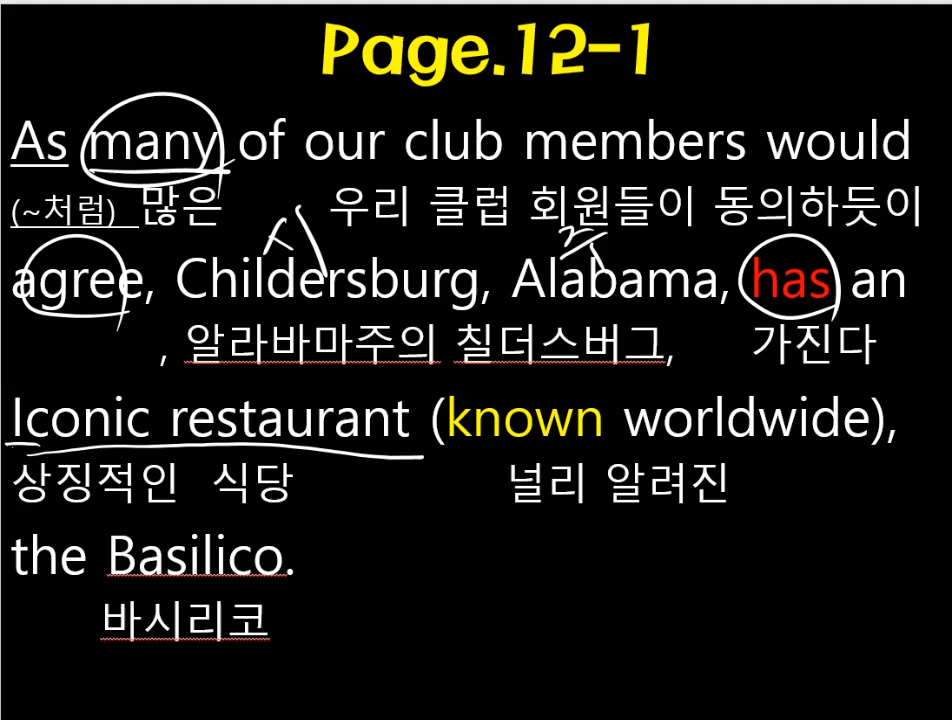 Page.12-1
As many of our club members would
(~처럼) 많은 우리 클럽 회원들이 동의하듯이
agree, Childersburg, Alabama, has an
, 알라바마주의 칠더스버그, 가진다
Iconic restaurant (known worldwide),
상징적인 식당 널리 알려진
the Basilico.
바시리코